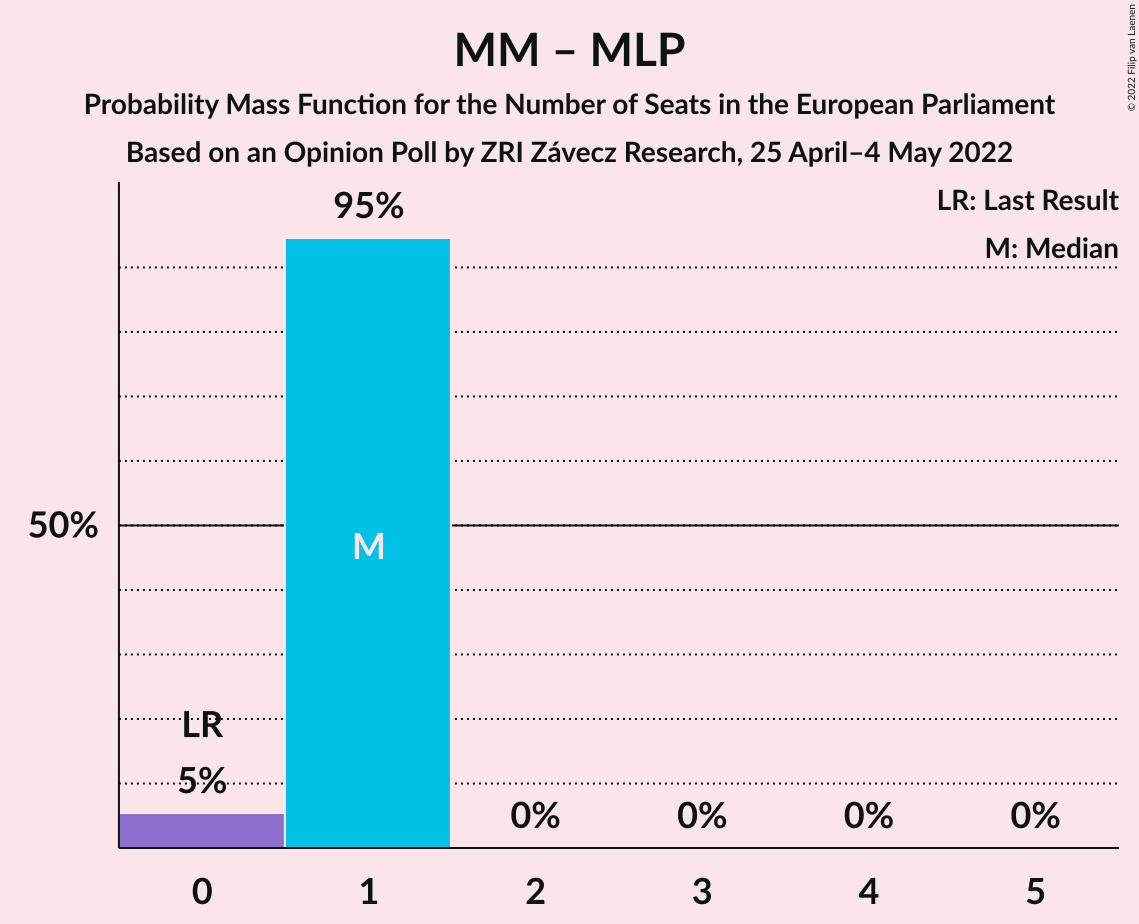 MM – MLP
Probability Mass Function for the Number of Seats in the European Parliament
Based on an Opinion Poll by ZRI Závecz Research, 25 April–4 May 2022
© 2022 Filip van Laenen
LR: Last Result
M: Median
95%
50%
M
LR
5%
0% 0% 0% 0%
0 1 2 3 4 5